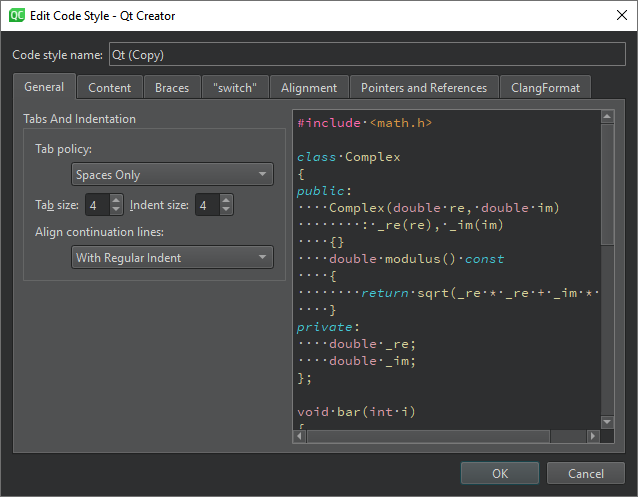 QC Edit Code Style - Qt Creator
Code style name: Qt (Copy)
General Content Braces "switch" Alignment Pointers and References ClangFormat
Tabs And Indentation
Tab policy:
Spaces Only
Tab size: 4 Indent size: 4
Align continuation lines:
With Regular Indent
#include·<math.h>
class·Complex
{
public:
····Complex(double·re,·double·im)
········:·_re(re),·_im(im)
····{}
····double·modulus()·const
····{
········return·sqrt(_re·*·_re·+·_im·*·
····}
private:
····double·_re;
····double·_im;
};
void·bar(int·i)
{
OK Cancel